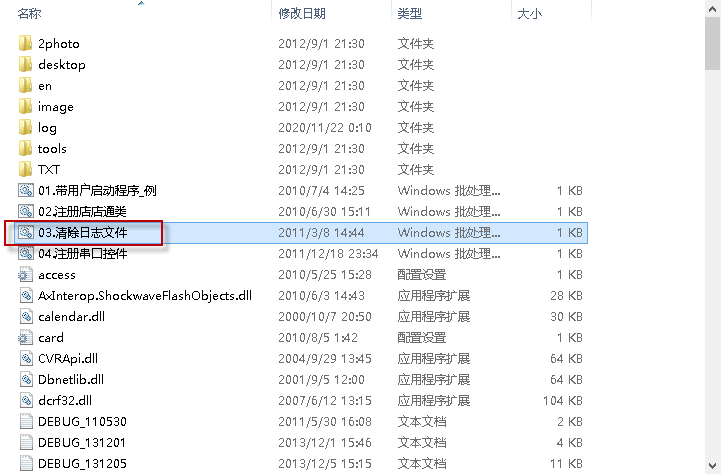 名称 修改日期 类型 大小
2photo 2012/9/1 21:30 文件夹
desktop 2012/9/1 21:30 文件夹
en 2012/9/1 21:30 文件夹
image 2012/9/1 21:30 文件夹
log 2020/11/22 0:10 文件夹
tools 2012/9/1 21:30 文件夹
TXT 2012/9/1 21:30 文件夹
01.带用户启动程序_例 2010/7/4 14:25 Windows 批处理... 1 KB
02.注册店店通类 2010/6/30 15:11 Windows 批处理... 1 KB
03.清除日志文件 2011/3/8 14:44 Windows 批处理... 1 KB
04.注册串口控件 2011/12/18 23:34 Windows 批处理... 1 KB
access 2010/5/25 15:28 配置设置 1 KB
AxInterop.ShockwaveFlashObjects.dll 2010/6/3 14:43 应用程序扩展 28 KB
calendar.dll 2000/10/7 20:50 应用程序扩展 30 KB
card 2010/8/5 1:42 配置设置 1 KB
CVRApi.dll 2004/9/29 13:45 应用程序扩展 64 KB
Dbnetlib.dll 2001/9/5 12:00 应用程序扩展 64 KB
dcrf32.dll 2007/6/12 13:15 应用程序扩展 104 KB
DEBUG_110530 2011/5/30 16:08 文本文档 2 KB
DEBUG_131201 2013/12/1 15:46 文本文档 4 KB
DEBUG_131205 2013/12/5 15:15 文本文档 11 KB